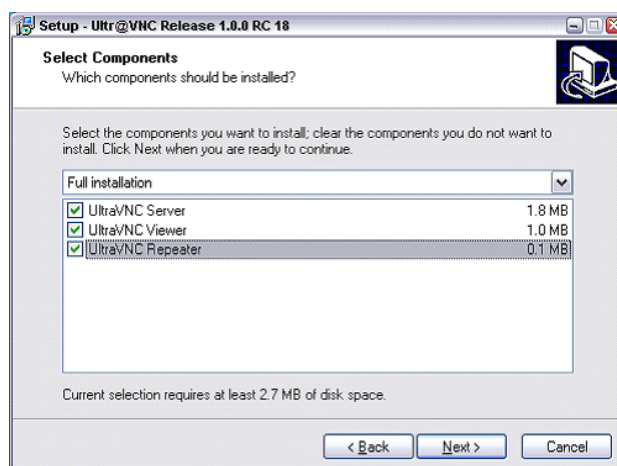 Setup - Ultr@VNC Release 1.0.0 RC 18
Select Components
Which components should be installed?
Select the components you want to install; clear the components you do not want to
install. Click Next when you are ready to continue.
Full installation
UltraVNC Server 1.8 MB
UltraVNC Viewer 1.0 MB
UltraVNC Repeater 0.1 MB
Current selection requires at least 2.7 MB of disk space.
< Back Next > Cancel